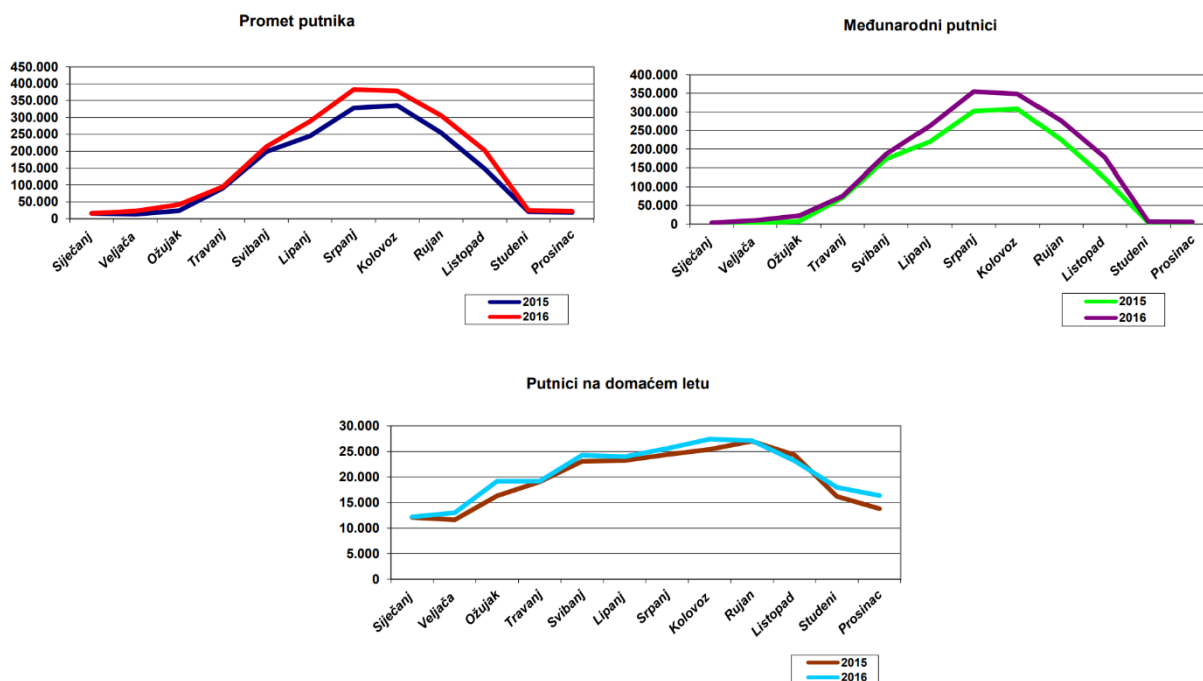 Promet putnika
450.000
400.000
350.000
300.000
250.000
200.000
150.000
100.000
50.000
0
Siječanj
Veljača
Ožujak
Travanj
Svibanj
Lipanj
Srpanj
Kolovoz
Rujan
Listopad
Studeni
Prosinac
2015
2016
Međunarodni putnici
400.000
350.000
300.000
250.000
200.000
150.000
100.000
50.000
0
Siječanj
Veljača
Ožujak
Travanj
Svibanj
Lipanj
Srpanj
Kolovoz
Rujan
Listopad
Studeni
Prosinac
2015
2016
Putnici na domaćem letu
30.000
25.000
20.000
15.000
10.000
5.000
0
Siječanj
Veljača
Ožujak
Travanj
Svibanj
Lipanj
Srpanj
Kolovoz
Rujan
Listopad
Studeni
Prosinac
2015
2016